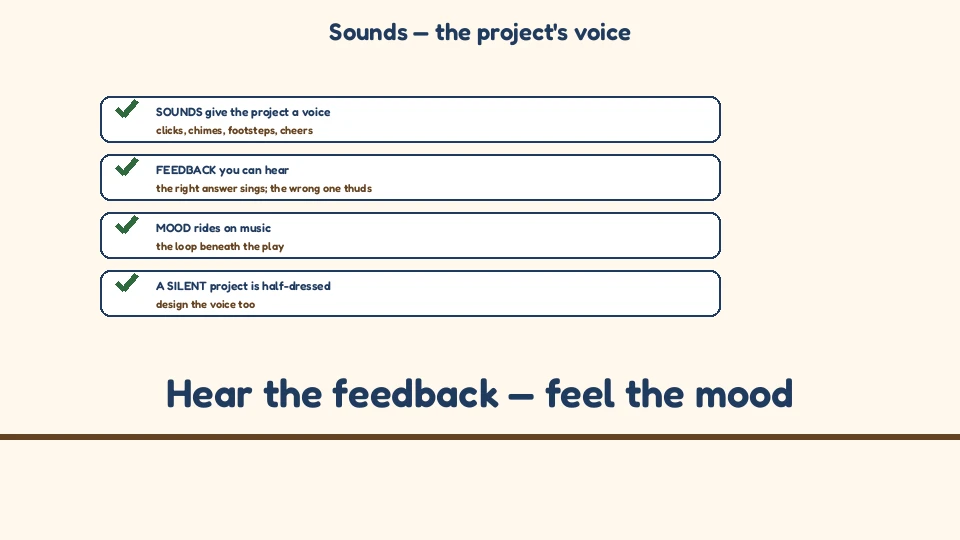 Sounds — the project's voice
SOUNDS give the project a voice
clicks, chimes, footsteps, cheers
FEEDBACK you can hear
the right answer sings; the wrong one thuds
MOOD rides on music
the loop beneath the play
A SILENT project is half-dressed
design the voice too
Hear the feedback — feel the mood